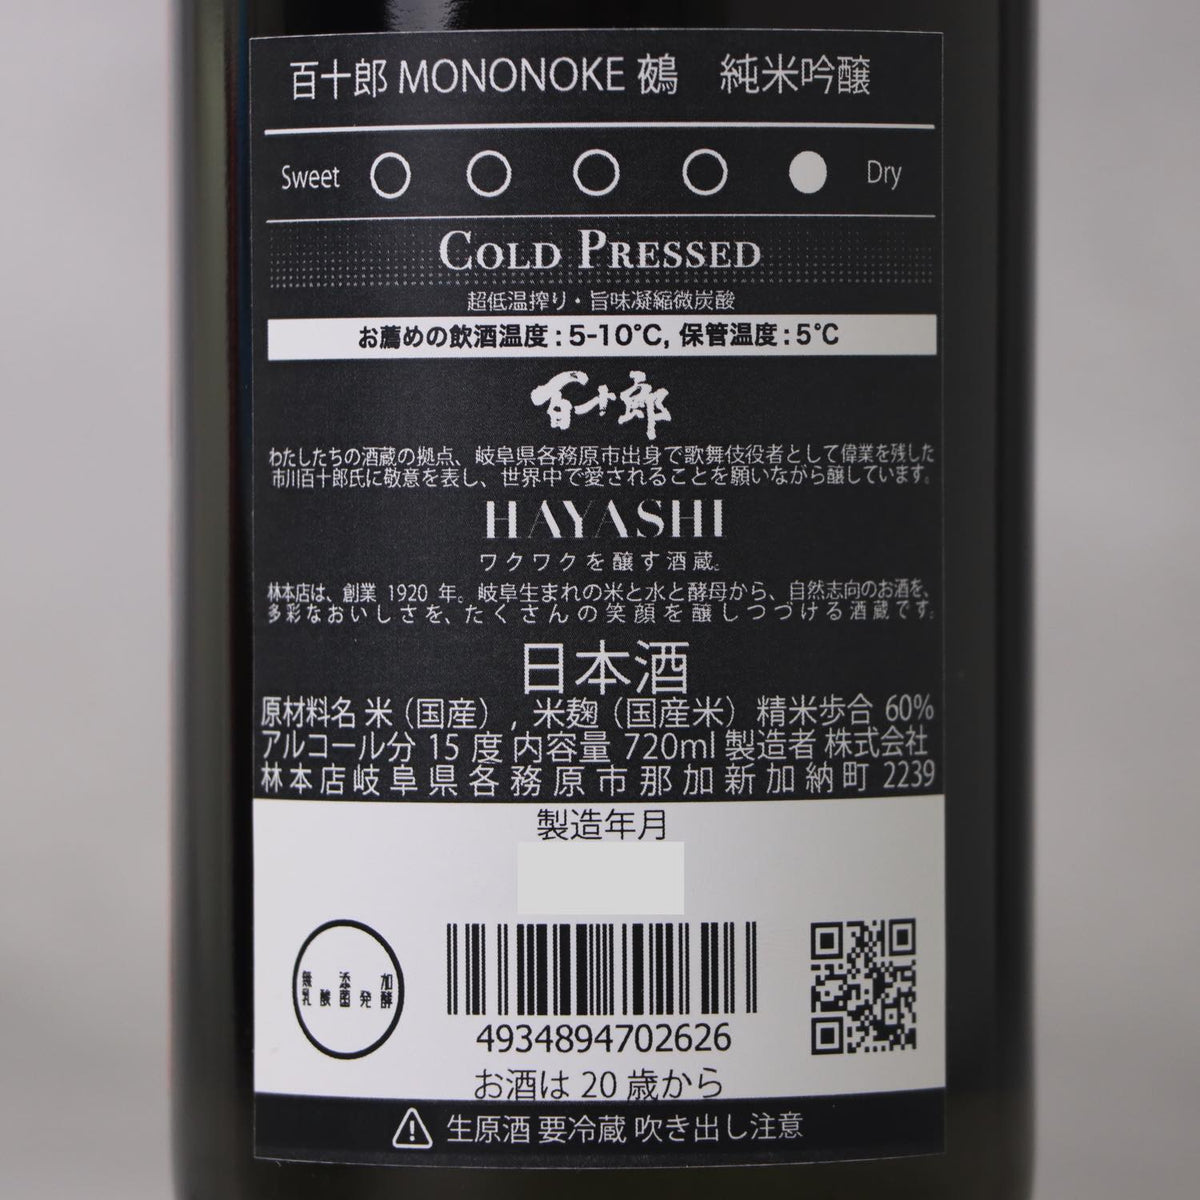 百十郎 MONONOKE 鵺　純米吟醸
Sweet Dry
COLD PRESSED
超低温搾り・旨味凝縮微炭酸
お薦めの飲酒温度：5-10℃, 保管温度：5℃
百十郎
わたしたちの酒蔵の拠点、岐阜県各務原市出身で歌舞伎役者として偉業を残した
市川百十郎氏に敬意を表し、世界中で愛されることを願いながら醸しています。
HAYASHI
ワクワクを醸す酒蔵。
林本店は、創業 1920 年。岐阜生まれの米と水と酵母から、自然志向のお酒を、
多彩なおいしさを、たくさんの笑顔を醸しつづける酒蔵です。
日本酒
原材料名 米（国産）, 米麹（国産米） 精米歩合 60%
アルコール分 15 度 内容量 720ml 製造者 株式会社
林本店岐阜県各務原市那加新加納町 2239
製造年月
無添加
乳酸菌発酵
4934894702626
お酒は 20 歳から
生原酒 要冷蔵 吹き出し注意